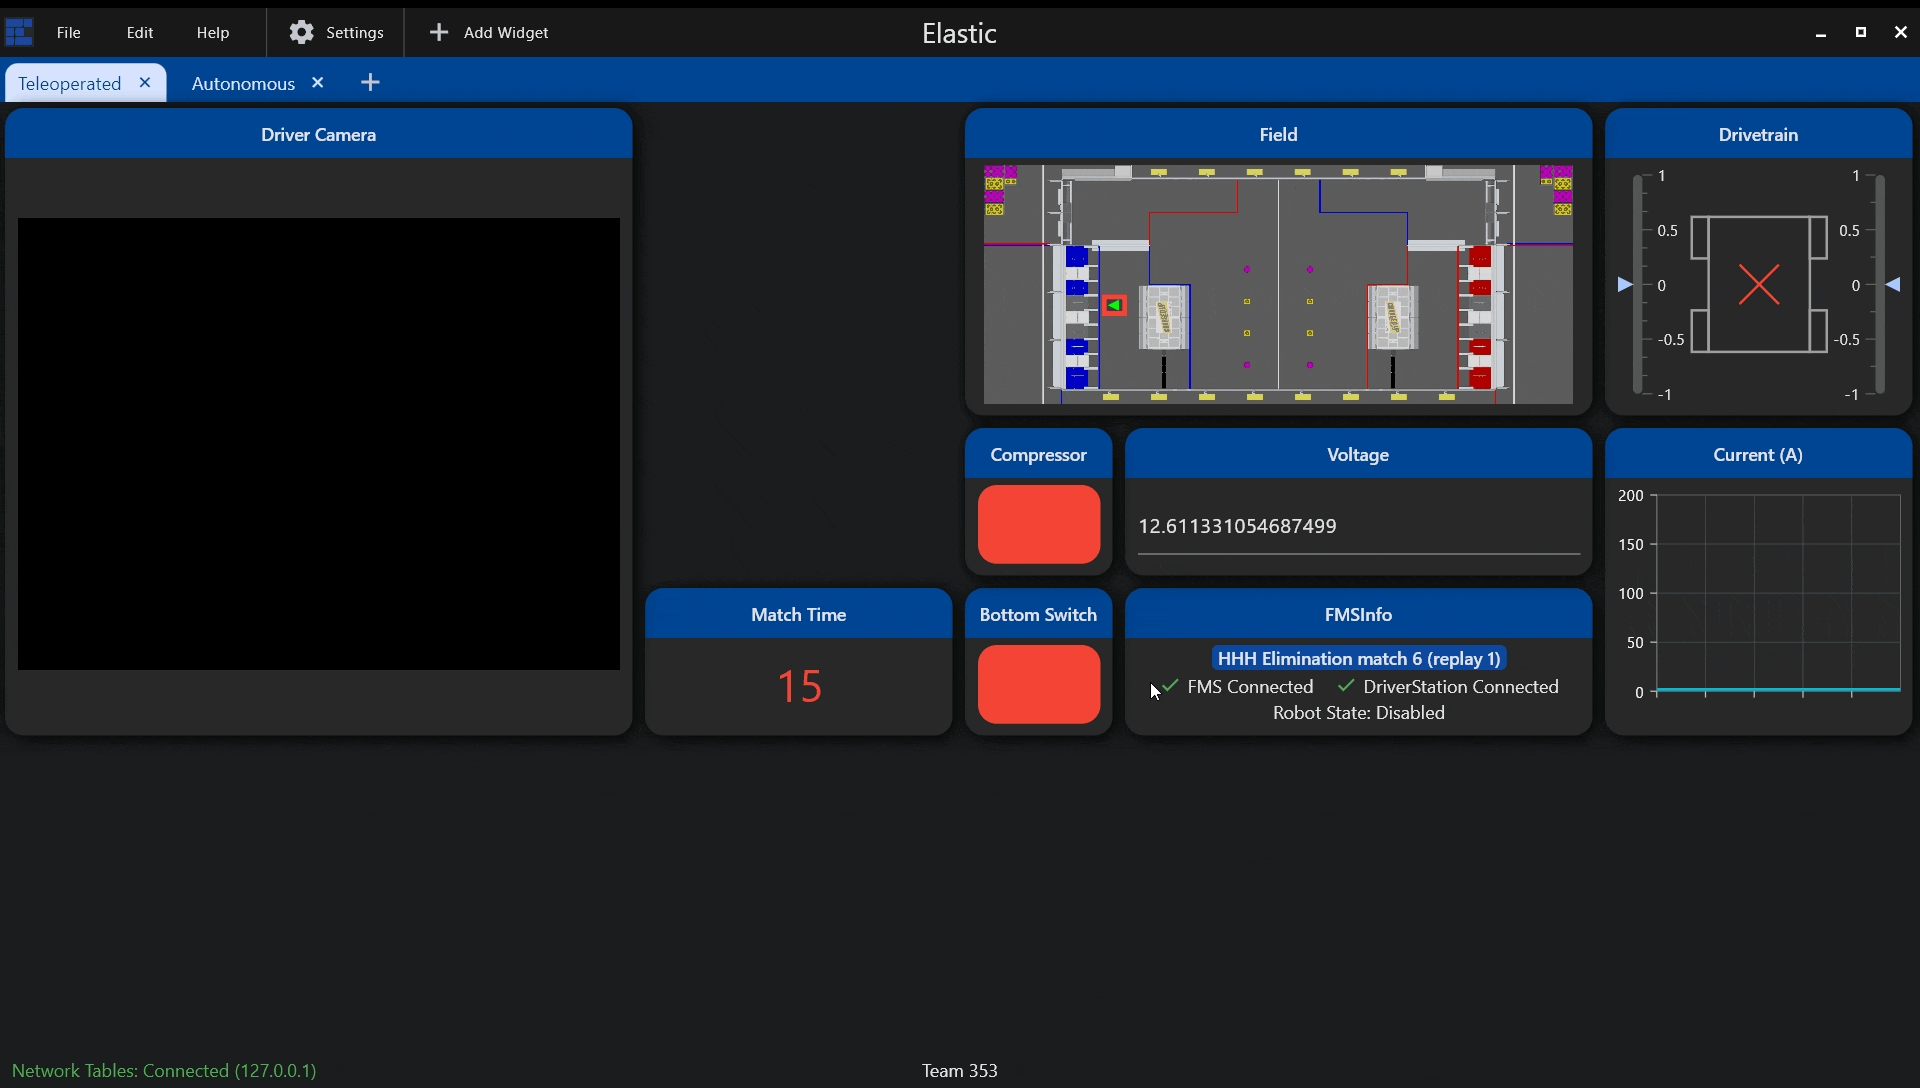 File Edit Help Settings Add Widget Elastic
Teleoperated Autonomous
Driver Camera
Field
Drivetrain
1 1
0.5 0.5
0 0
-0.5 -0.5
-1 -1
Compressor
Voltage
12.611331054687499
Current (A)
200
150
100
50
0
Match Time
15
Bottom Switch
FMSInfo
HHH Elimination match 6 (replay 1)
FMS Connected DriverStation Connected
Robot State: Disabled
Network Tables: Connected (127.0.0.1)
Team 353